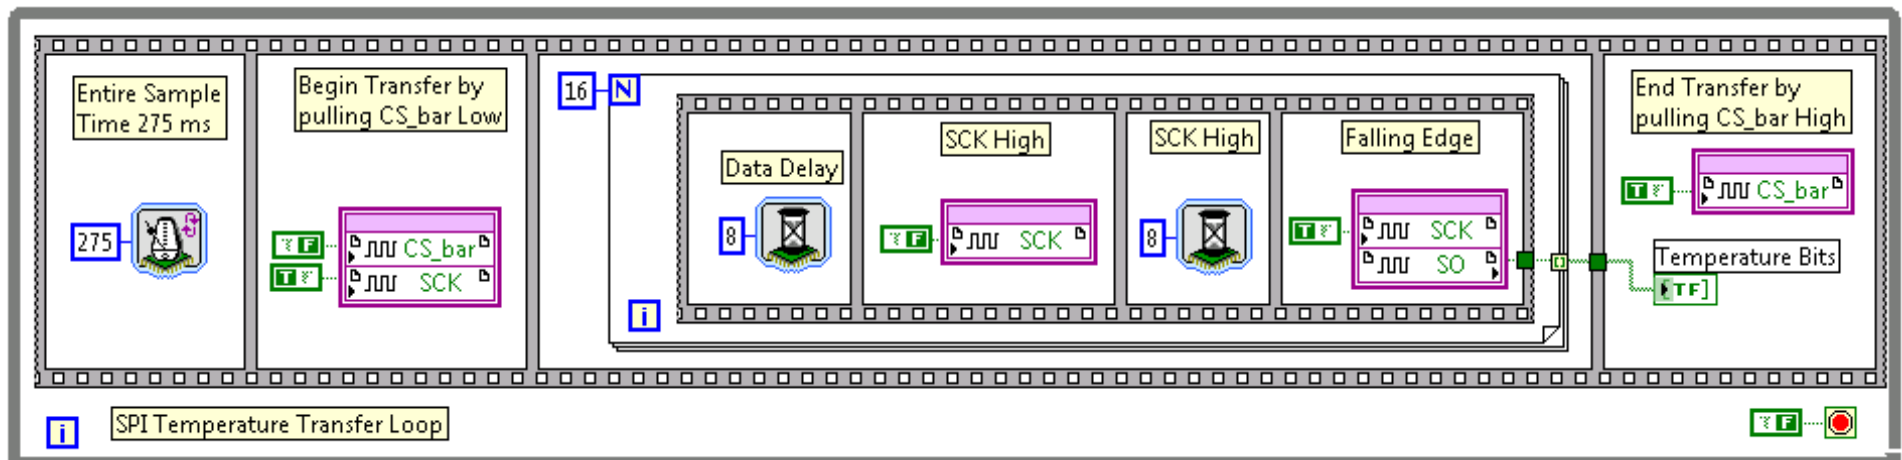 Entire Sample
Time 275 ms
275
Begin Transfer by
pulling CS_bar Low
F
T
CS_bar
SCK
16
N
Data Delay
8
SCK High
F
SCK
SCK High
8
Falling Edge
T
SCK
SO
i
End Transfer by
pulling CS_bar High
T
CS_bar
Temperature Bits
[TF]
i
SPI Temperature Transfer Loop
F